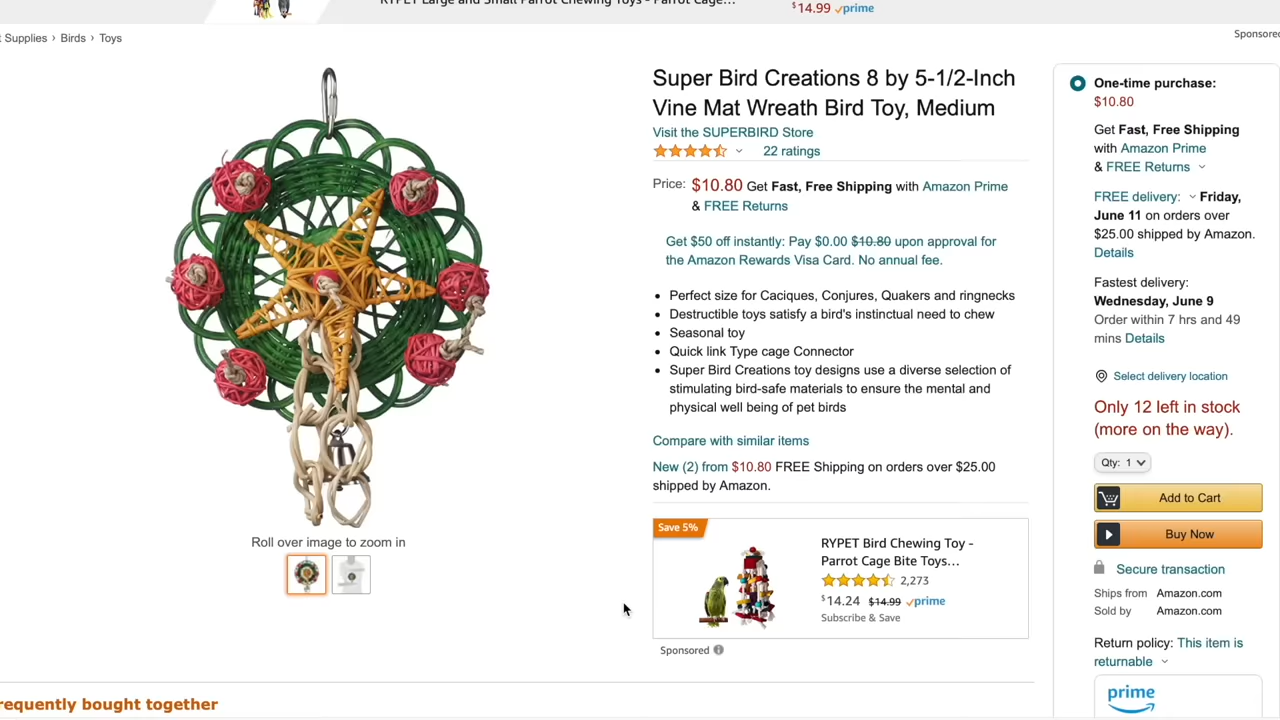 RYPET Large and Small Parrot Chewing Toys - Parrot Cage...
$14.99 prime
Supplies › Birds › Toys
Sponsored
Super Bird Creations 8 by 5-1/2-Inch
Vine Mat Wreath Bird Toy, Medium
Visit the SUPERBIRD Store
22 ratings
Price: $10.80 Get Fast, Free Shipping with Amazon Prime
& FREE Returns
Get $50 off instantly: Pay $0.00 $10.80 upon approval for
the Amazon Rewards Visa Card. No annual fee.
• Perfect size for Caciques, Conjures, Quakers and ringnecks
• Destructible toys satisfy a bird's instinctual need to chew
• Seasonal toy
• Quick link Type cage Connector
• Super Bird Creations toy designs use a diverse selection of
stimulating bird-safe materials to ensure the mental and
physical well being of pet birds
Compare with similar items
New (2) from $10.80 FREE Shipping on orders over $25.00
shipped by Amazon.
Save 5%
RYPET Bird Chewing Toy -
Parrot Cage Bite Toys...
2,273
$14.24 $14.99 prime
Subscribe & Save
Sponsored
Roll over image to zoom in
requently bought together
One-time purchase:
$10.80
Get Fast, Free Shipping
with Amazon Prime
& FREE Returns
FREE delivery: Friday,
June 11 on orders over
$25.00 shipped by Amazon.
Details
Fastest delivery:
Wednesday, June 9
Order within 7 hrs and 49
mins Details
Select delivery location
Only 12 left in stock
(more on the way).
Qty: 1
Add to Cart
Buy Now
Secure transaction
Ships from Amazon.com
Sold by Amazon.com
Return policy: This item is
returnable
prime